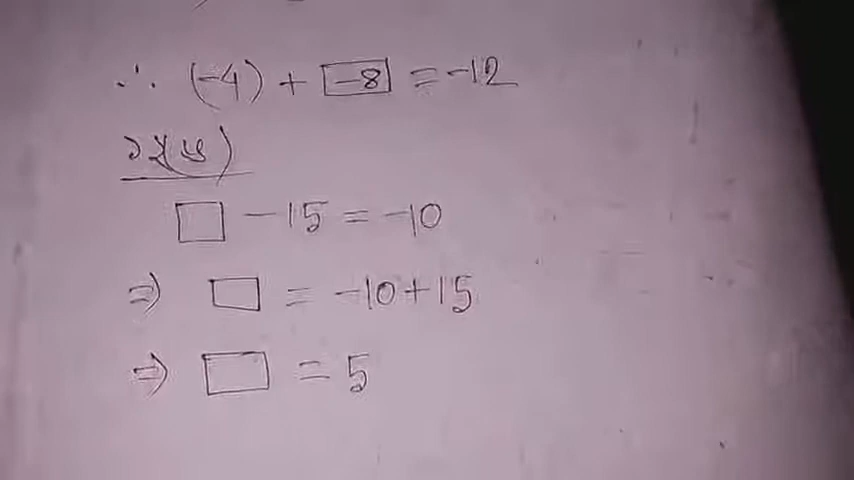 ∴ (-4) + [-8] = -12
□ -15 = -10
⇒ □ = -10+15
⇒ □ = 5